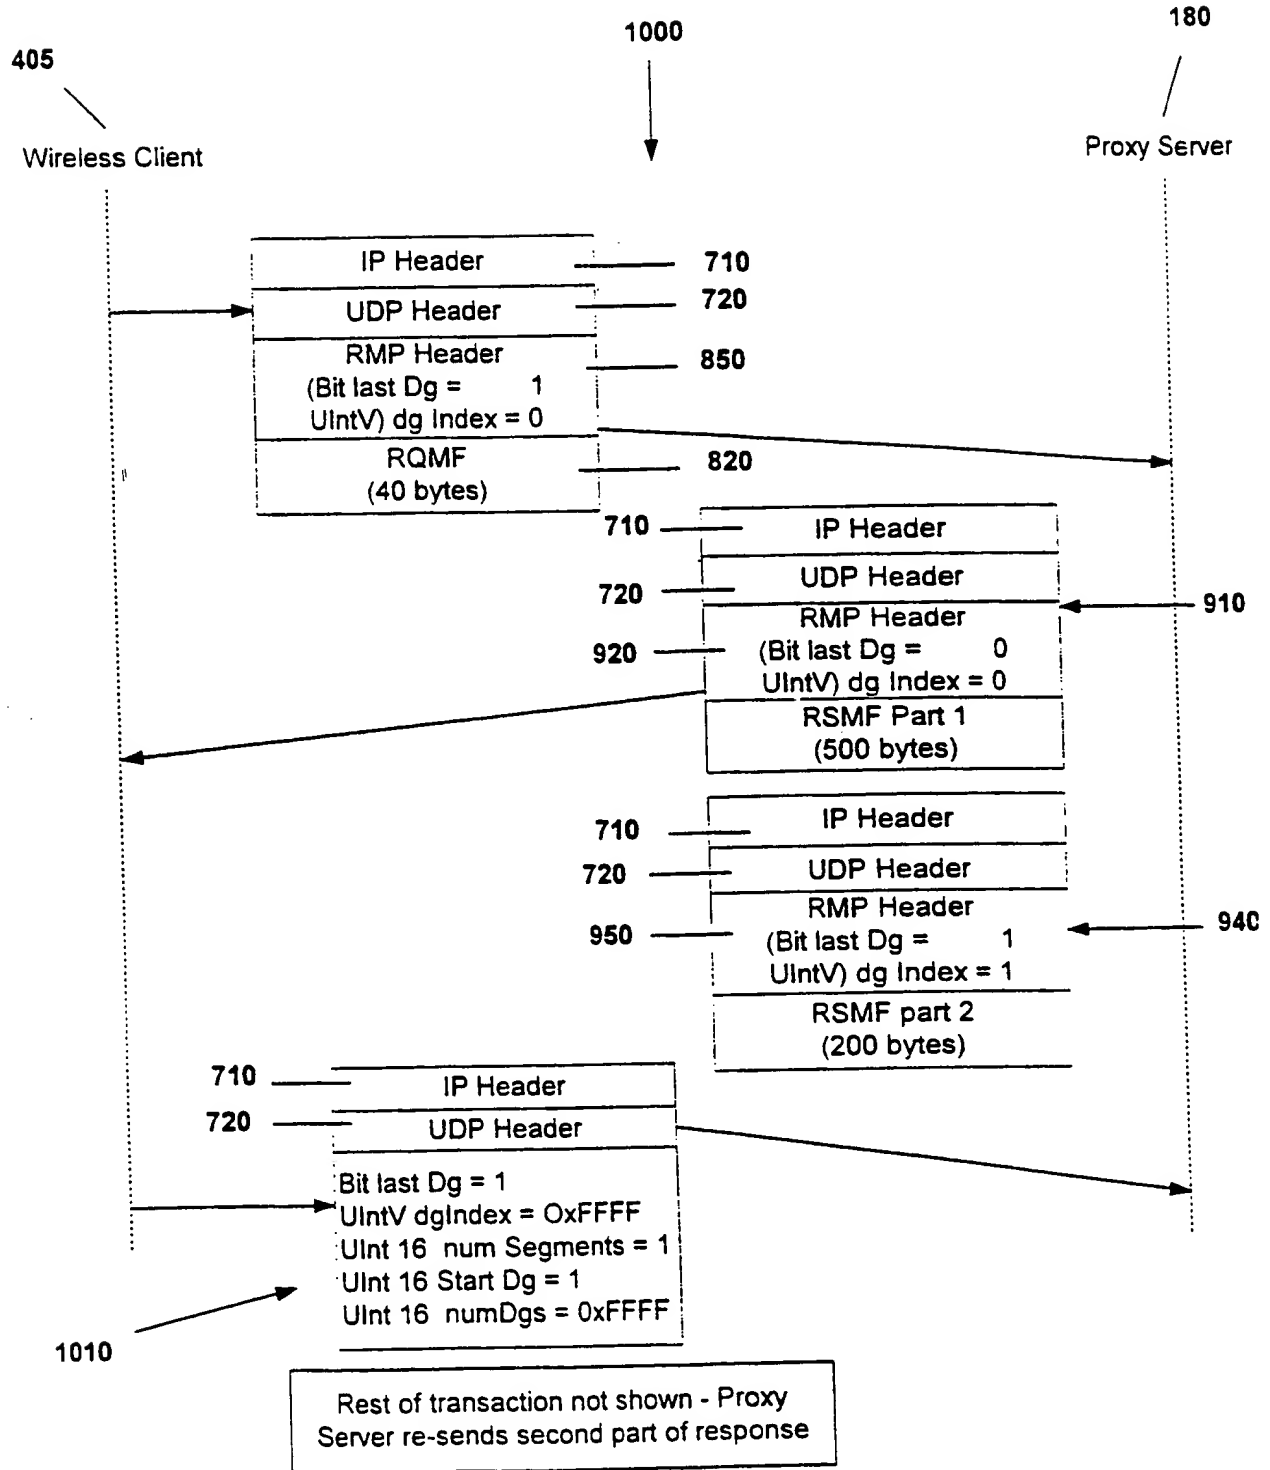 1000
180
405
Wireless Client
Proxy Server
IP Header
710
UDP Header
720
RMP Header
(Bit last Dg = 1
UIntV) dg Index = 0
850
RQMF
(40 bytes)
820
710
IP Header
720
UDP Header
910
RMP Header
(Bit last Dg = 0
UIntV) dg Index = 0
920
RSMF Part 1
(500 bytes)
710
IP Header
720
UDP Header
RMP Header
(Bit last Dg = 1
UIntV) dg Index = 1
950
940
RSMF part 2
(200 bytes)
710
IP Header
720
UDP Header
Bit last Dg = 1
UIntV dgIndex = OxFFFF
UInt 16 num Segments = 1
UInt 16 Start Dg = 1
UInt 16 numDgs = 0xFFFF
1010
Rest of transaction not shown - Proxy
Server re-sends second part of response